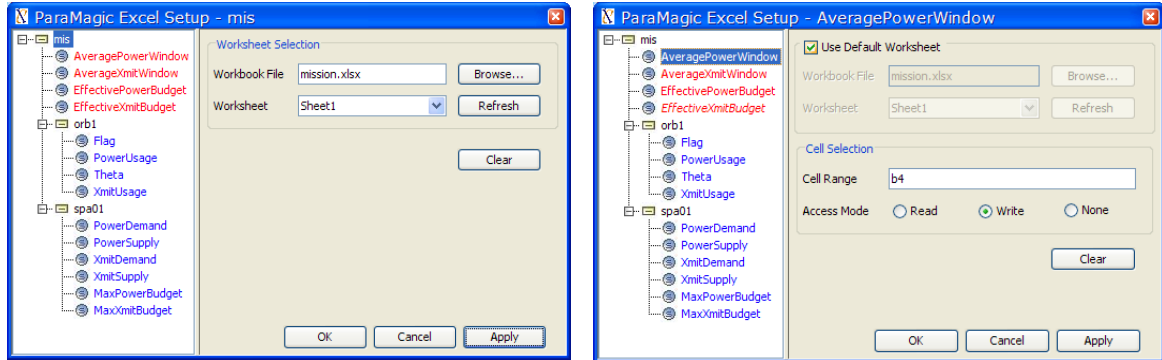 ParaMagic Excel Setup - mis
mis
AveragePowerWindow
AverageXmitWindow
EffectivePowerBudget
EffectiveXmitBudget
orb1
Flag
PowerUsage
Theta
XmitUsage
spa01
PowerDemand
PowerSupply
XmitDemand
XmitSupply
MaxPowerBudget
MaxXmitBudget
Worksheet Selection
Workbook File mission.xlsx Browse...
Worksheet Sheet1 Refresh
Clear
OK Cancel Apply
ParaMagic Excel Setup - AveragePowerWindow
mis
AveragePowerWindow
AverageXmitWindow
EffectivePowerBudget
EffectiveXmitBudget
orb1
Flag
PowerUsage
Theta
XmitUsage
spa01
PowerDemand
PowerSupply
XmitDemand
XmitSupply
MaxPowerBudget
MaxXmitBudget
Use Default Worksheet
Workbook File mission.xlsx Browse...
Worksheet Sheet1 Refresh
Cell Selection
Cell Range b4
Access Mode Read Write None
Clear
OK Cancel Apply